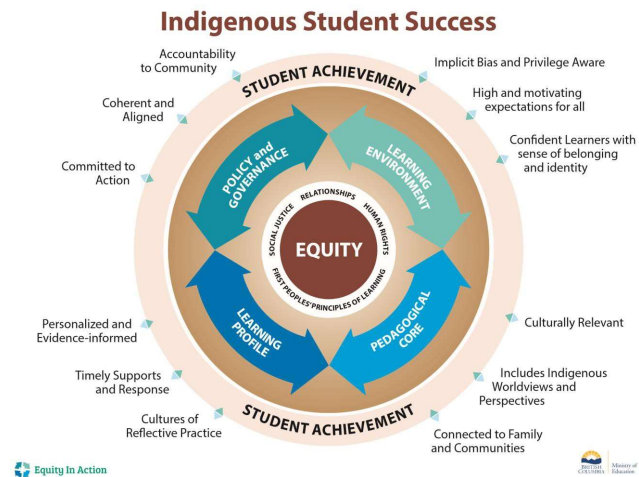 Indigenous Student Success
Accountability
to Community
Coherent and
Aligned
Committed to
Action
Implicit Bias and Privilege Aware
High and motivating
expectations for all
Confident Learners with
sense of belonging
and identity
STUDENT ACHIEVEMENT
POLICY and
GOVERNANCE
LEARNING
ENVIRONMENT
SOCIAL JUSTICE
RELATIONSHIPS
HUMAN RIGHTS
EQUITY
FIRST PEOPLES' PRINCIPLES OF LEARNING
LEARNING
PROFILE
PEDAGOGICAL
CORE
STUDENT ACHIEVEMENT
Personalized and
Evidence-informed
Timely Supports
and Response
Cultures of
Reflective Practice
Culturally Relevant
Includes Indigenous
Worldviews and
Perspectives
Connected to Family
and Communities
Equity In Action
BRITISH
COLUMBIA
Ministry of
Education